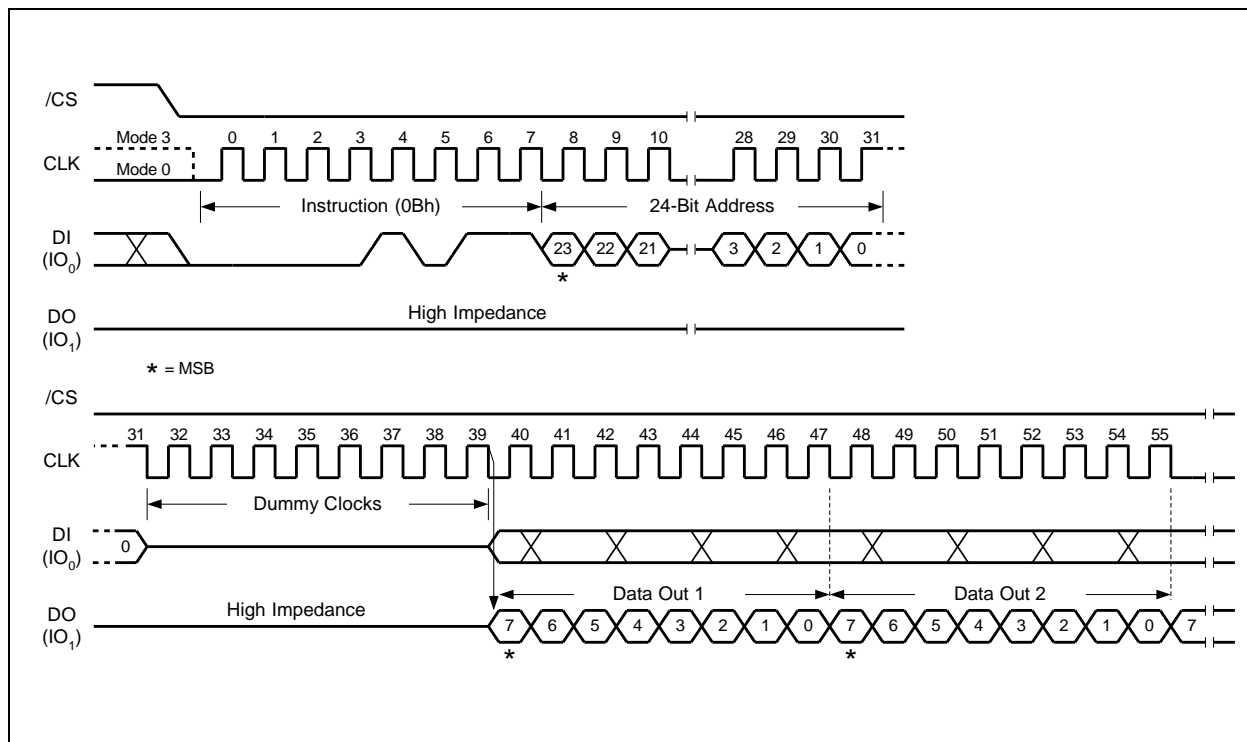 /CS
Mode 3
0 1 2 3 4 5 6 7 8 9 10 28 29 30 31
CLK
Mode 0
Instruction (0Bh) 24-Bit Address
DI
(IO0)
23 22 21 3 2 1 0
*
High Impedance
DO
(IO1)
* = MSB
/CS
31 32 33 34 35 36 37 38 39 40 41 42 43 44 45 46 47 48 49 50 51 52 53 54 55
CLK
Dummy Clocks
DI
(IO0)
0
Data Out 1 Data Out 2
High Impedance
DO
(IO1)
7 6 5 4 3 2 1 0 7 6 5 4 3 2 1 0 7
* *